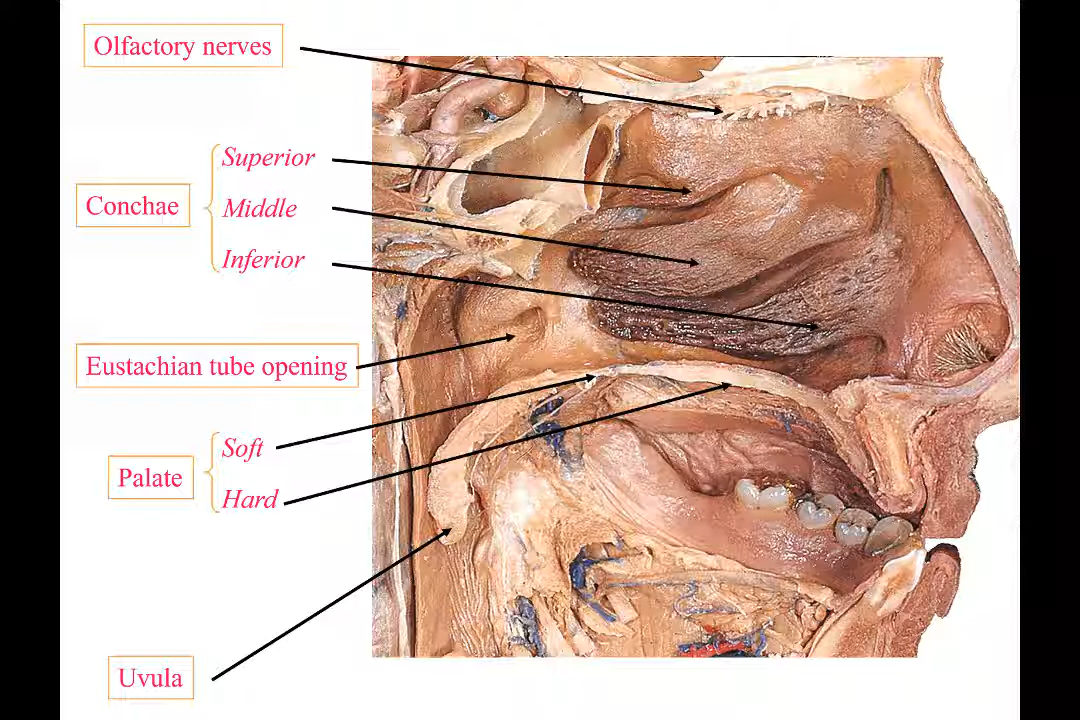 Olfactory nerves
Conchae
Superior
Middle
Inferior
Eustachian tube opening
Palate
Soft
Hard
Uvula